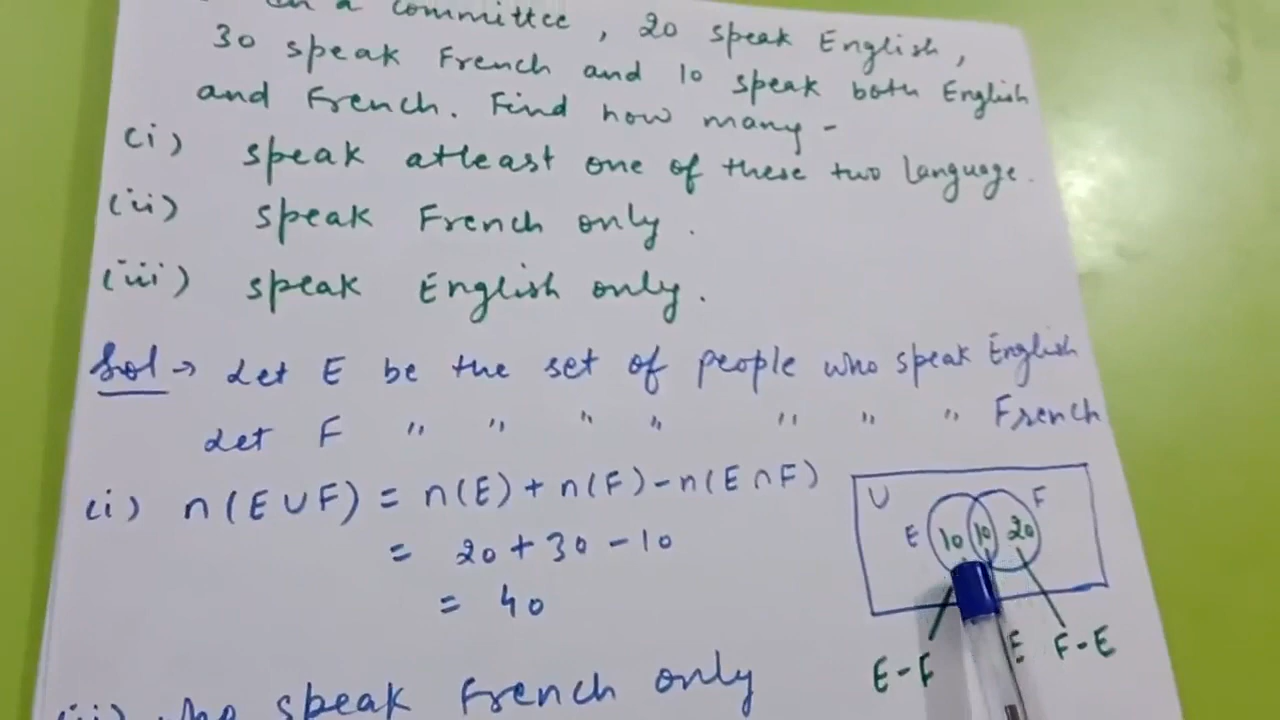 In a committee, 20 speak English,
30 speak French and 10 speak both English
and French. Find how many -
(i) speak atleast one of these two language.
(ii) speak French only.
(iii) speak English only.
Sol → Let E be the set of people who speak English
Let F " " " " " " " French
(i) n(E∪F) = n(E) + n(F) - n(E∩F)
= 20 + 30 - 10
= 40
U
E 10 10 20 F
E-F E F-E
speak French only